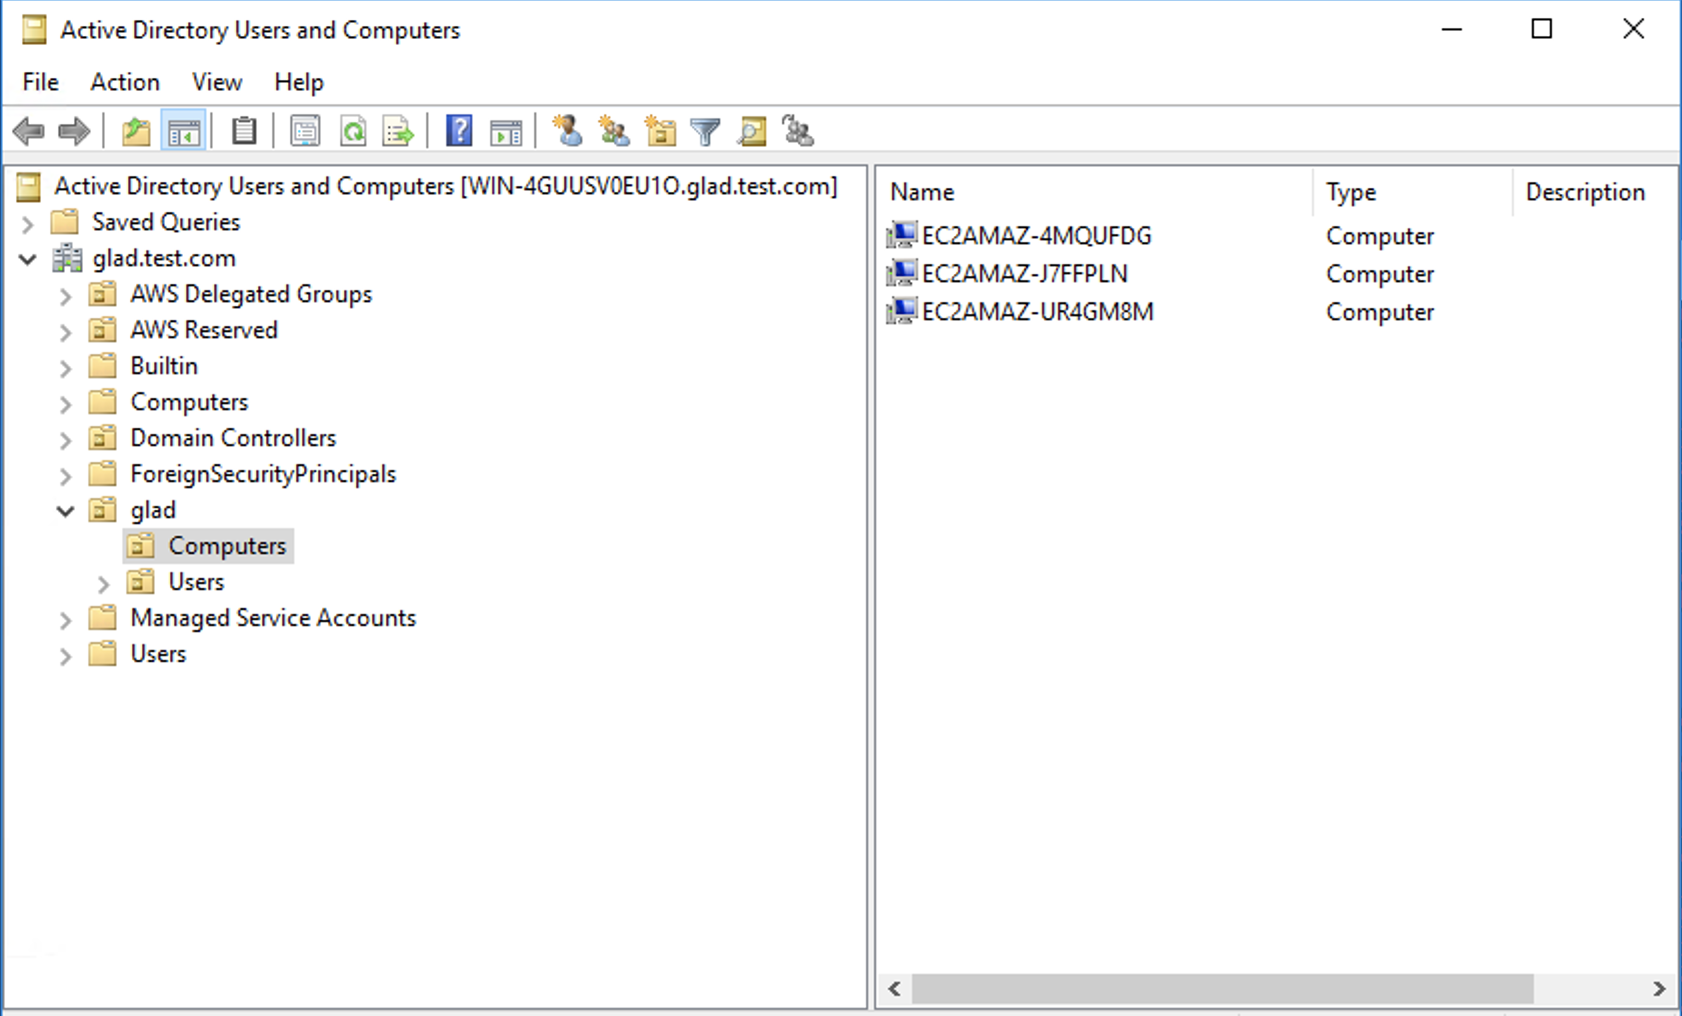 Active Directory Users and Computers
File Action View Help
Active Directory Users and Computers [WIN-4GUUSV0EU1O.glad.test.com]
Saved Queries
glad.test.com
AWS Delegated Groups
AWS Reserved
Builtin
Computers
Domain Controllers
ForeignSecurityPrincipals
glad
Computers
Users
Managed Service Accounts
Users
Name Type Description
EC2AMAZ-4MQUFDG Computer
EC2AMAZ-J7FFPLN Computer
EC2AMAZ-UR4GM8M Computer